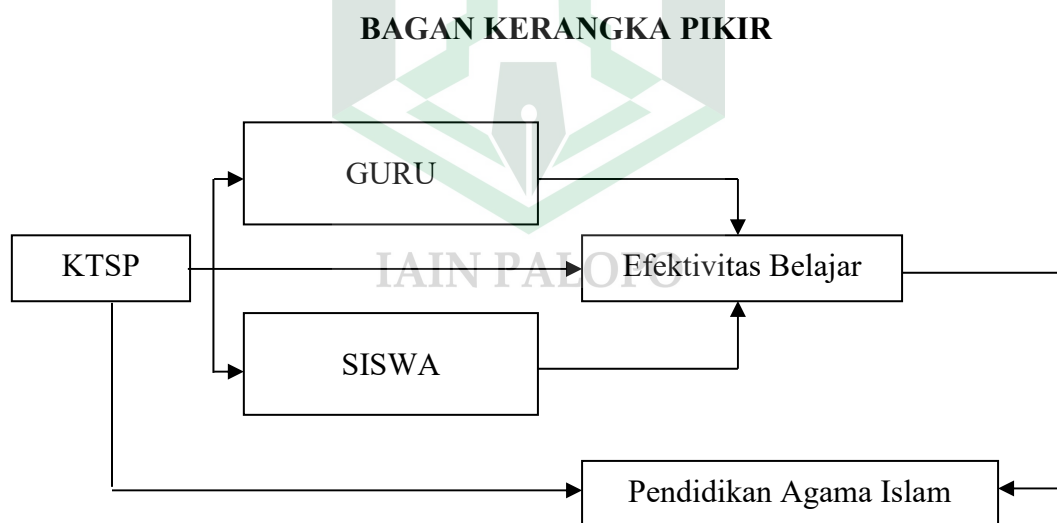 BAGAN KERANGKA PIKIR
GURU
KTSP
Efektivitas Belajar
IAIN PALOPO
SISWA
Pendidikan Agama Islam